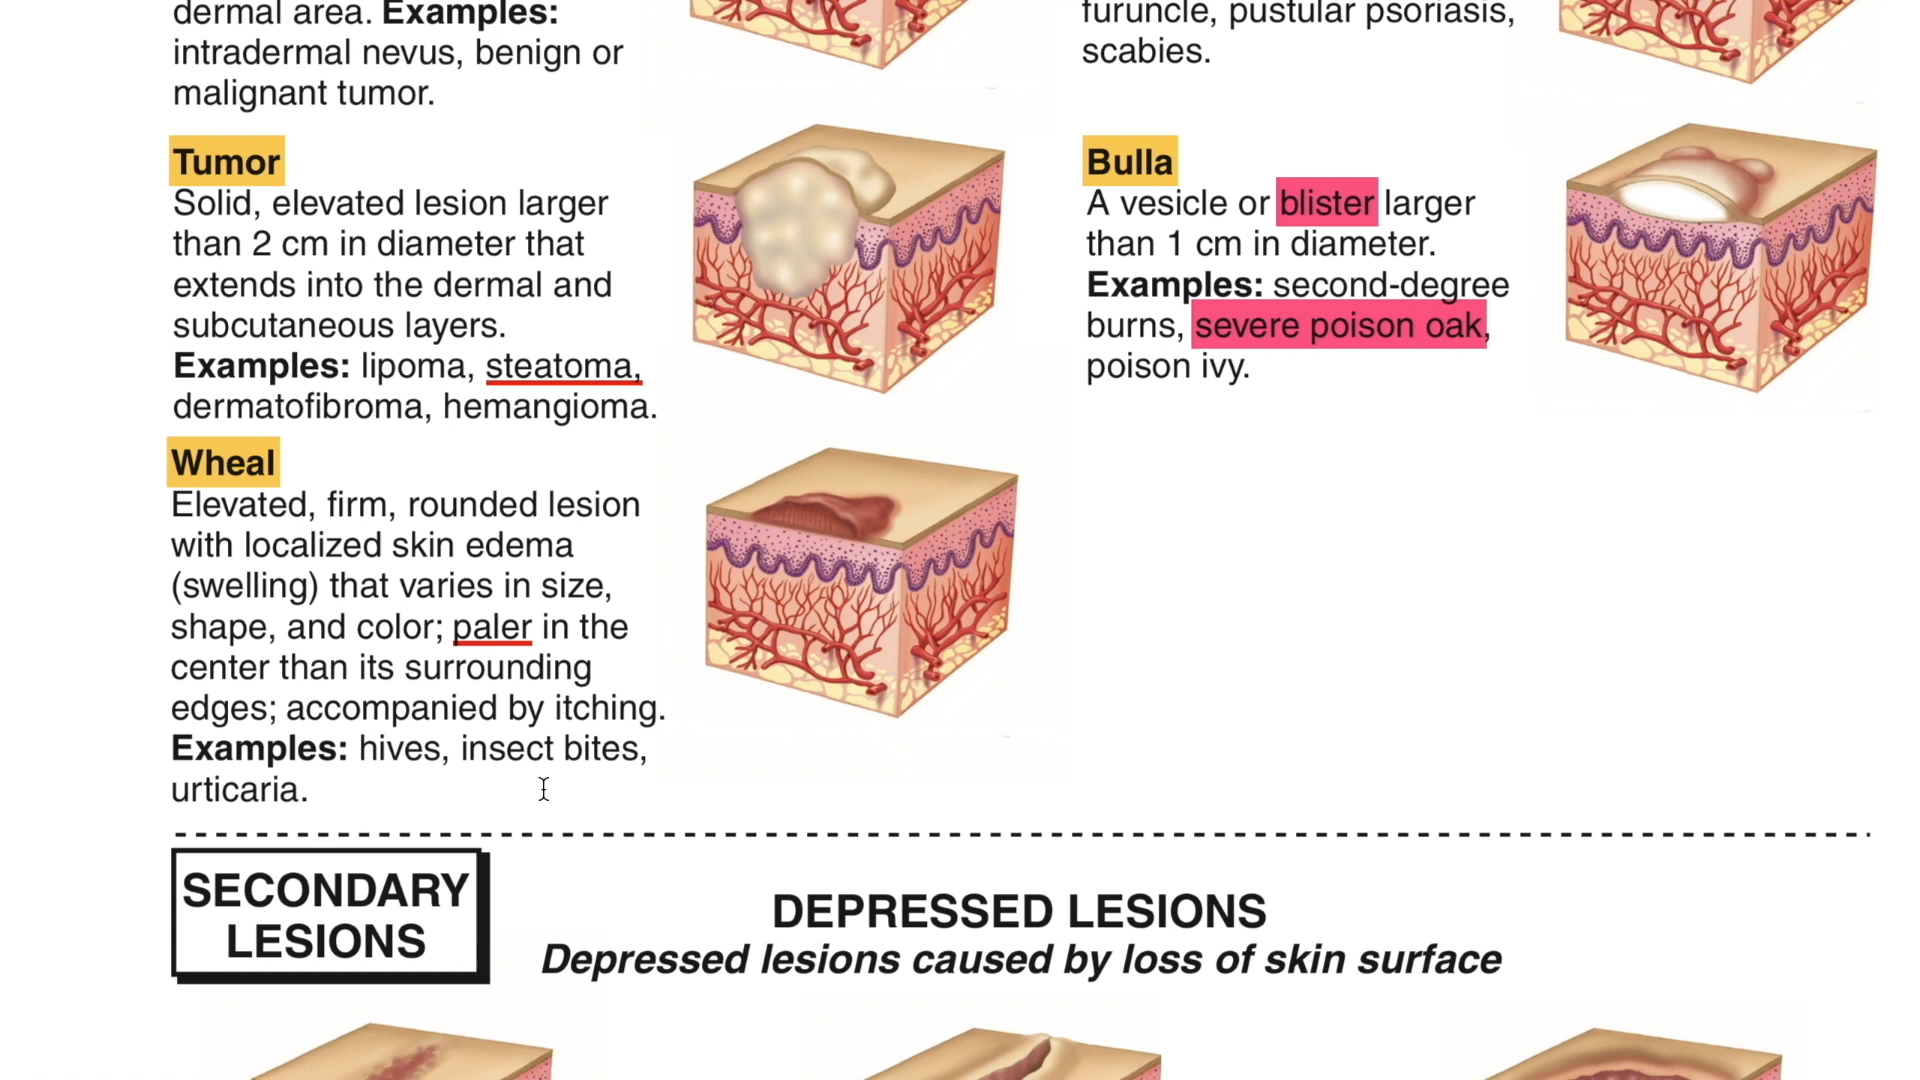 dermal area. Examples:
intradermal nevus, benign or
malignant tumor.
Tumor
Solid, elevated lesion larger
than 2 cm in diameter that
extends into the dermal and
subcutaneous layers.
Examples: lipoma, steatoma,
dermatofibroma, hemangioma.
Wheal
Elevated, firm, rounded lesion
with localized skin edema
(swelling) that varies in size,
shape, and color; paler in the
center than its surrounding
edges; accompanied by itching.
Examples: hives, insect bites,
urticaria.
furuncle, pustular psoriasis,
scabies.
Bulla
A vesicle or blister larger
than 1 cm in diameter.
Examples: second-degree
burns, severe poison oak,
poison ivy.
SECONDARY
LESIONS
DEPRESSED LESIONS
Depressed lesions caused by loss of skin surface